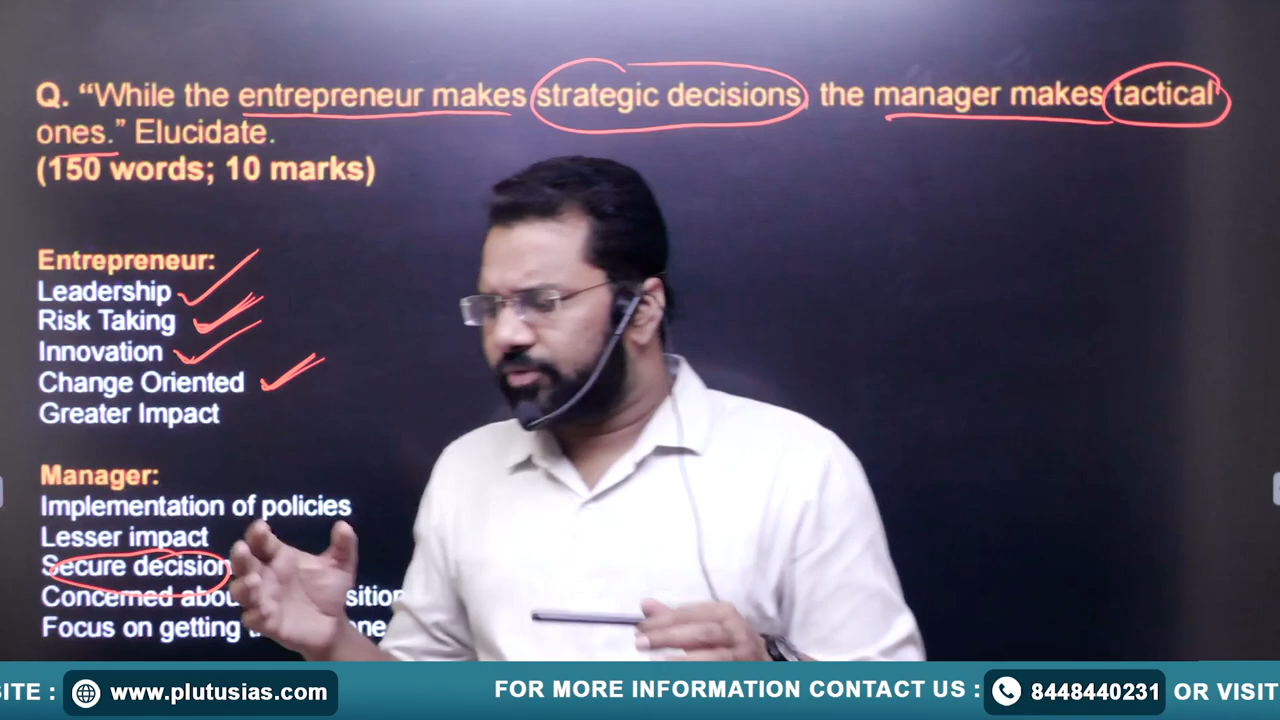 Q. “While the entrepreneur makes strategic decisions, the manager makes tactical
ones.” Elucidate.
(150 words; 10 marks)
Entrepreneur:
Leadership
Risk Taking
Innovation
Change Oriented
Greater Impact
Manager:
Implementation of policies
Lesser impact
Secure decision
Concerned
Focus on getting
SITE : www.plutusias.com FOR MORE INFORMATION CONTACT US : 8448440231 OR VISIT